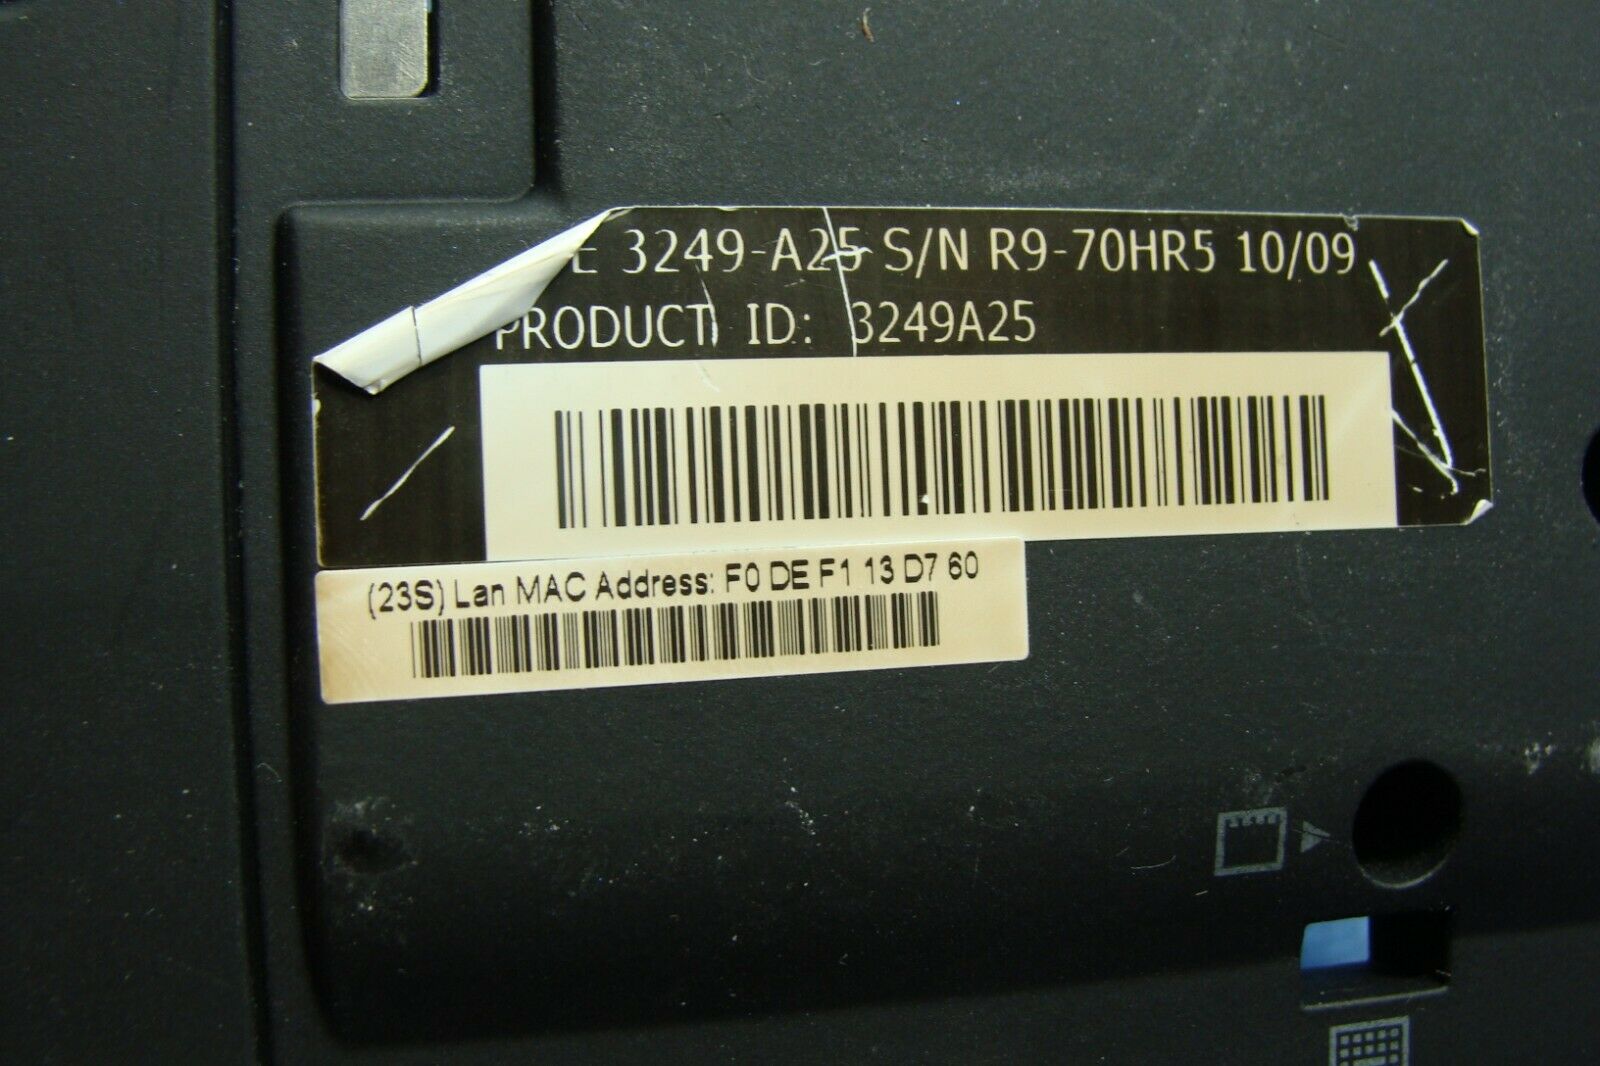 E 3249-A25 S/N R9-70HR5 10/09
PRODUCT ID: 3249A25
(23S) Lan MAC Address: F0 DE F1 13 D7 60